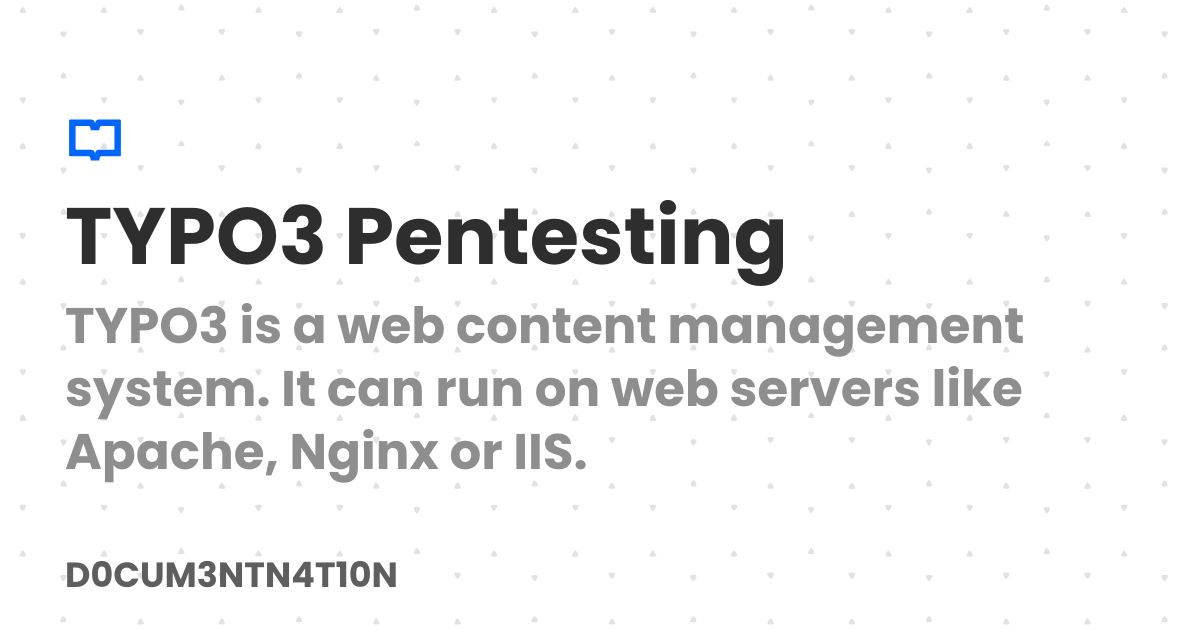 TYPO3 Pentesting
TYPO3 is a web content management
system. It can run on web servers like
Apache, Nginx or IIS.
D0CUM3NTN4T10N